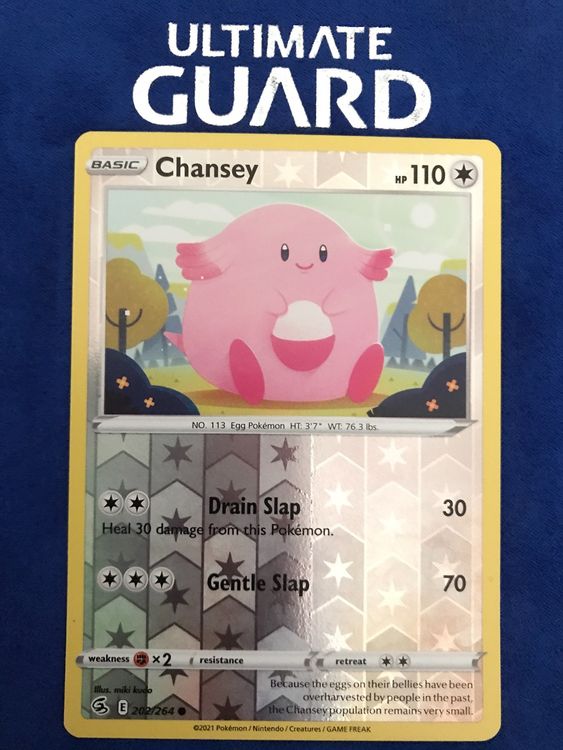 ULTIMATE
GUARD
BASIC Chansey HP 110
NO. 113 Egg Pokémon HT: 3'7" WT: 76.3 lbs.
Drain Slap 30
Heal 30 damage from this Pokémon.
Gentle Slap 70
weakness ×2 resistance retreat
Illus. miki kudo
Because the eggs on their bellies have been
overharvested by people in the past,
the Chansey population remains very small.
E 202/264
©2021 Pokémon / Nintendo / Creatures / GAME FREAK